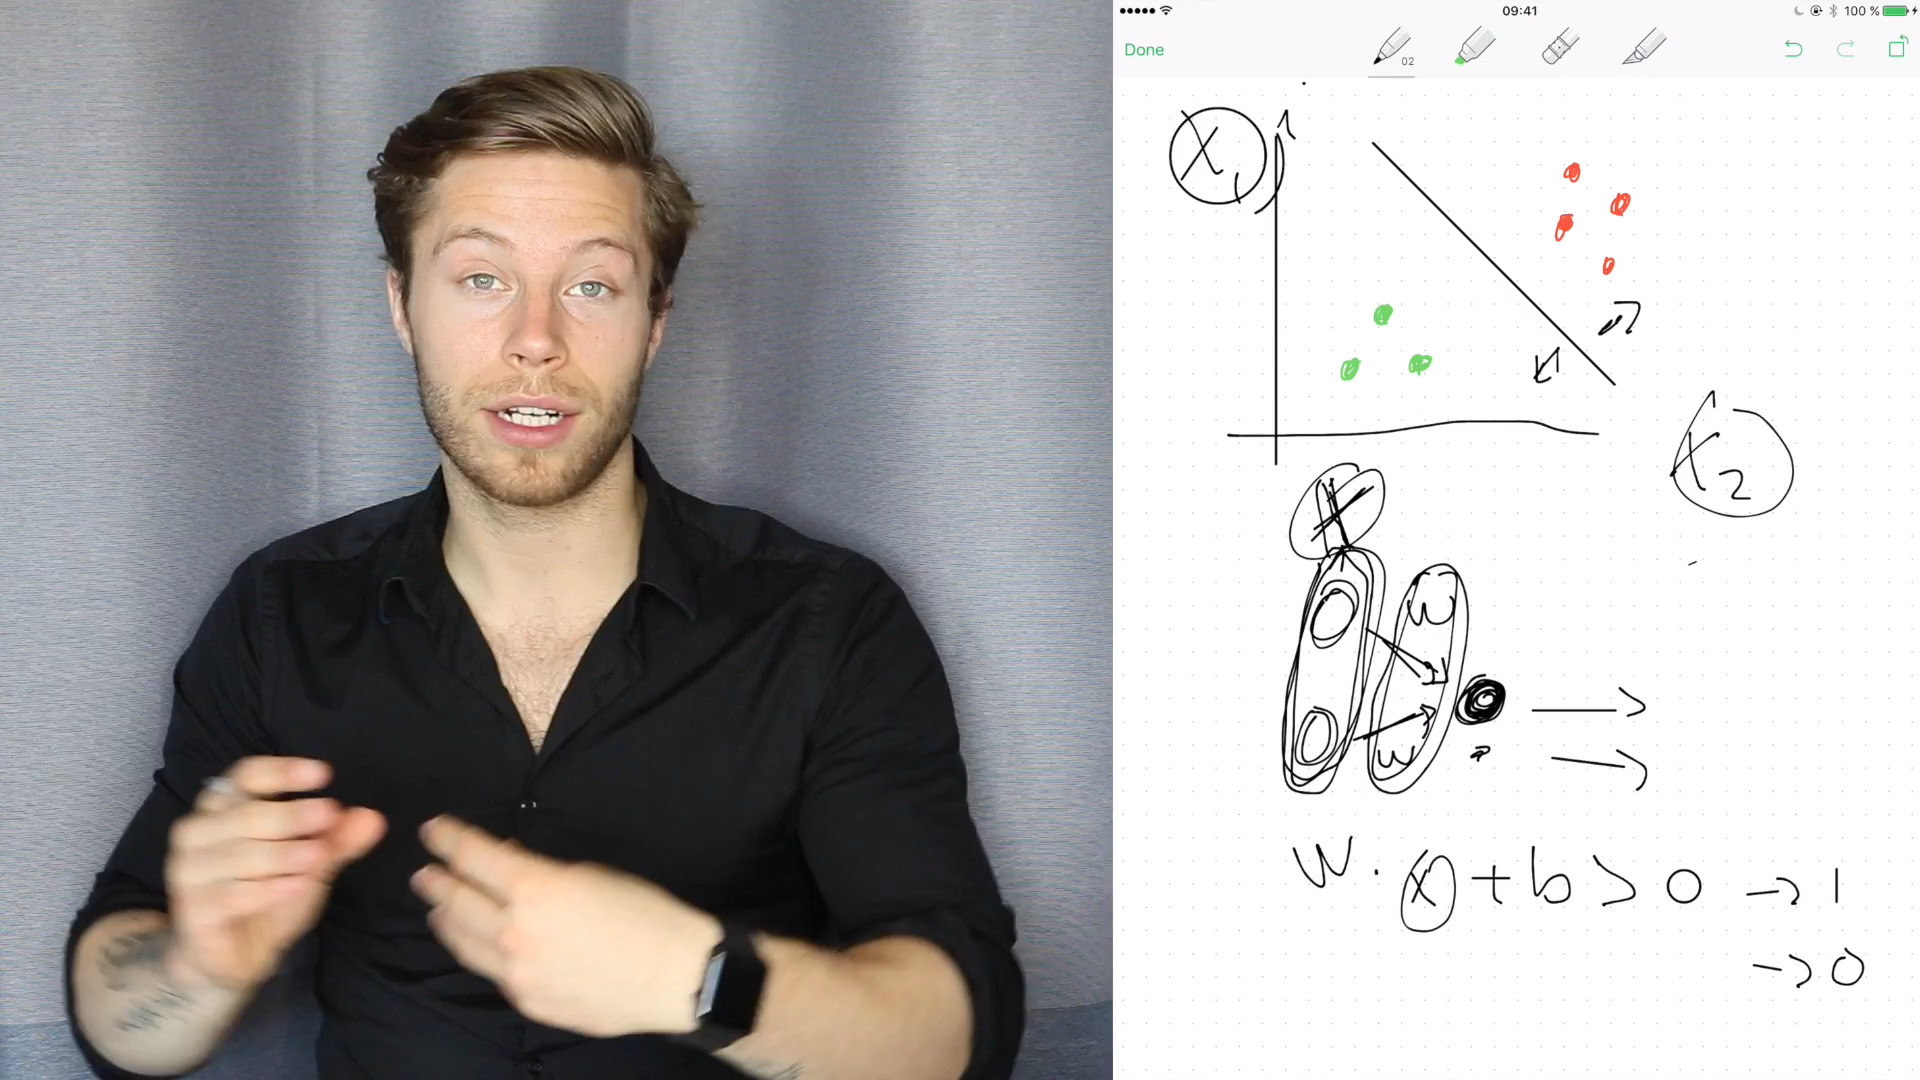 09:41
100 %
Done
02
X1
X2
X
W
W
W · X + b > 0 → 1
→ 0